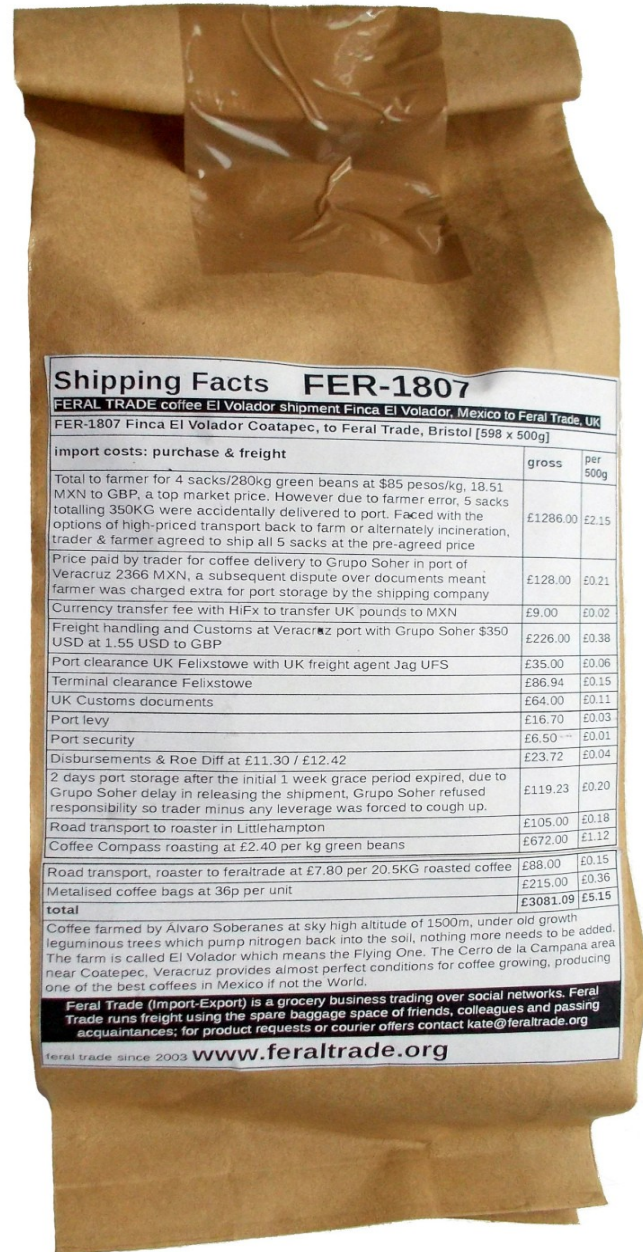 Shipping Facts FER-1807
FERAL TRADE coffee El Volador shipment Finca El Volador, Mexico to Feral Trade, UK
FER-1807 Finca El Volador Coatapec, to Feral Trade, Bristol [598 x 500g]
import costs: purchase & freight gross per 500g
Total to farmer for 4 sacks/280kg green beans at $85 pesos/kg, 18.51
MXN to GBP, a top market price. However due to farmer error, 5 sacks
totalling 350KG were accidentally delivered to port. Faced with the
options of high-priced transport back to farm or alternately incineration,
trader & farmer agreed to ship all 5 sacks at the pre-agreed price
£1286.00 £2.15
Price paid by trader for coffee delivery to Grupo Soher in port of
Veracruz 2366 MXN, a subsequent dispute over documents meant
farmer was charged extra for port storage by the shipping company
£128.00 £0.21
Currency transfer fee with HiFx to transfer UK pounds to MXN £9.00 £0.02
Freight handling and Customs at Veracruz port with Grupo Soher $350
USD at 1.55 USD to GBP
£226.00 £0.38
Port clearance UK Felixstowe with UK freight agent Jag UFS £35.00 £0.06
Terminal clearance Felixstowe £86.94 £0.15
UK Customs documents £64.00 £0.11
Port levy £16.70 £0.03
Port security £6.50 £0.01
Disbursements & Roe Diff at £11.30 / £12.42 £23.72 £0.04
2 days port storage after the initial 1 week grace period expired, due to
Grupo Soher delay in releasing the shipment, Grupo Soher refused
responsibility so trader minus any leverage was forced to cough up.
£119.23 £0.20
Road transport to roaster in Littlehampton £105.00 £0.18
Coffee Compass roasting at £2.40 per kg green beans £672.00 £1.12
Road transport, roaster to feraltrade at £7.80 per 20.5KG roasted coffee £88.00 £0.15
Metalised coffee bags at 36p per unit £215.00 £0.36
total £3081.09 £5.15
Coffee farmed by Álvaro Soberanes at sky high altitude of 1500m, under old growth
leguminous trees which pump nitrogen back into the soil, nothing more needs to be added.
The farm is called El Volador which means the Flying One. The Cerro de la Campana area
near Coatepec, Veracruz provides almost perfect conditions for coffee growing, producing
one of the best coffees in Mexico if not the World.
Feral Trade (Import-Export) is a grocery business trading over social networks. Feral
Trade runs freight using the spare baggage space of friends, colleagues and passing
acquaintances; for product requests or courier offers contact kate@feraltrade.org
feral trade since 2003 www.feraltrade.org